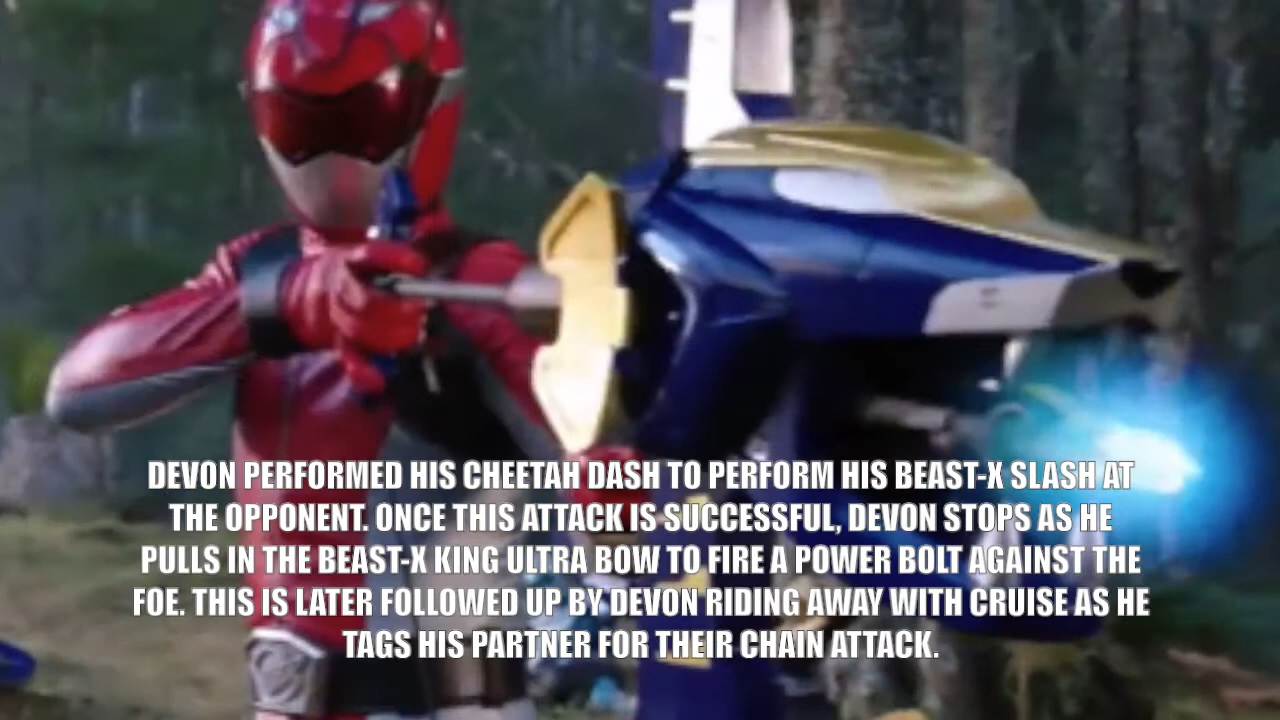 DEVON PERFORMED HIS CHEETAH DASH TO PERFORM HIS BEAST-X SLASH AT
THE OPPONENT. ONCE THIS ATTACK IS SUCCESSFUL, DEVON STOPS AS HE
PULLS IN THE BEAST-X KING ULTRA BOW TO FIRE A POWER BOLT AGAINST THE
FOE. THIS IS LATER FOLLOWED UP BY DEVON RIDING AWAY WITH CRUISE AS HE
TAGS HIS PARTNER FOR THEIR CHAIN ATTACK.